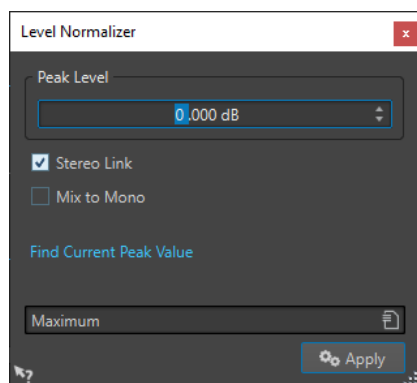 Level Normalizer
x
Peak Level
0.000 dB
Stereo Link
Mix to Mono
Find Current Peak Value
Maximum
Apply
?